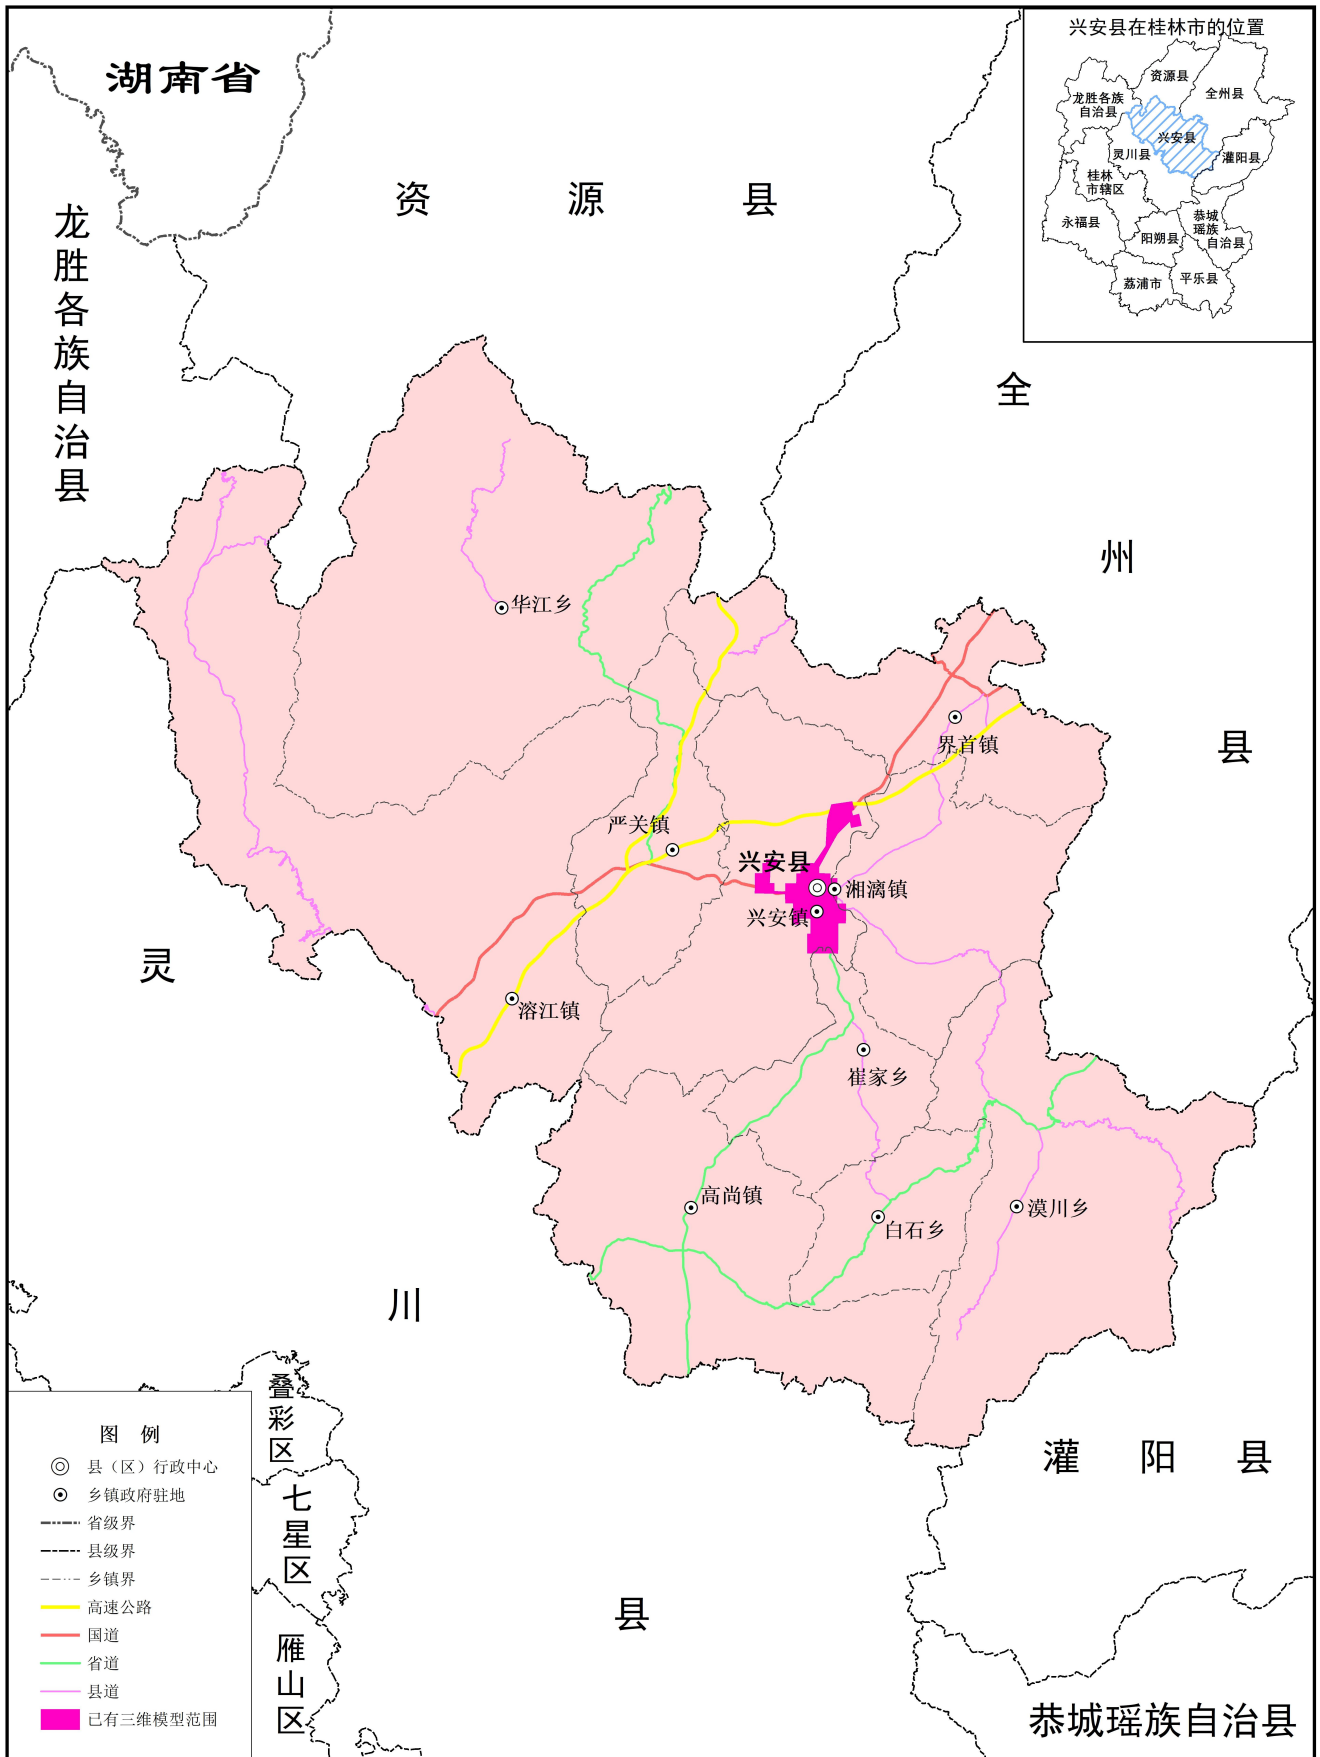 湖南省
资源县
龙胜各族自治县
全州县
灵川县
灌阳县
恭城瑶族自治县
叠彩区
七星区
雁山区
兴安县在桂林市的位置
资源县
全州县
龙胜各族
自治县
兴安县
灵川县
灌阳县
桂林
市辖区
永福县
恭城
瑶族
自治县
阳朔县
荔浦市
平乐县
华江乡
界首镇
严关镇
兴安县
湘漓镇
兴安镇
溶江镇
崔家乡
高尚镇
白石乡
漠川乡
图 例
县（区）行政中心
乡镇政府驻地
省级界
县级界
乡镇界
高速公路
国道
省道
县道
已有三维模型范围